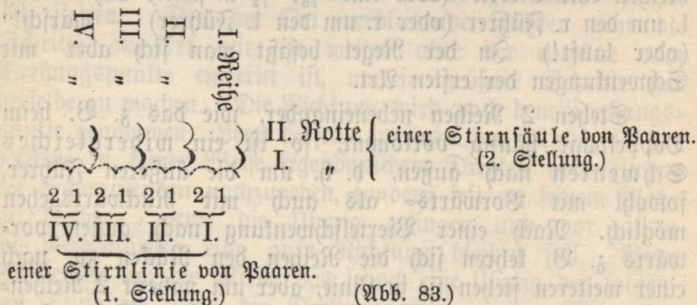 I. Reihe
II. „
III. „
IV. „
II. Rotte { einer Stirnsäule von Paaren.
I. „ (2. Stellung.)
2 1 2 1 2 1 2 1
IV. III. II. I.
einer Stirnlinie von Paaren.
(1. Stellung.) (Abb. 83.)